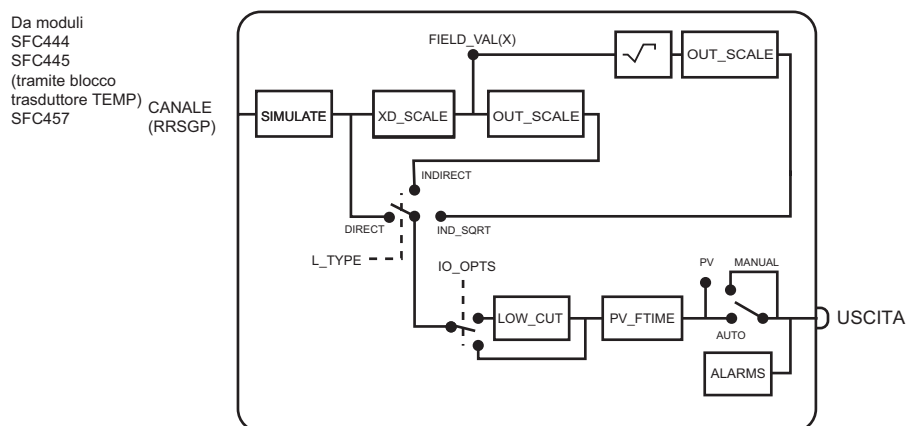 Da moduli
SFC444
SFC445
(tramite blocco
trasduttore TEMP)
SFC457
CANALE
(RRSGP)
SIMULATE
XD_SCALE
FIELD_VAL(X)
OUT_SCALE
√
OUT_SCALE
INDIRECT
DIRECT
IND_SQRT
L_TYPE
IO_OPTS
LOW_CUT
PV_FTIME
PV
MANUAL
AUTO
ALARMS
USCITA